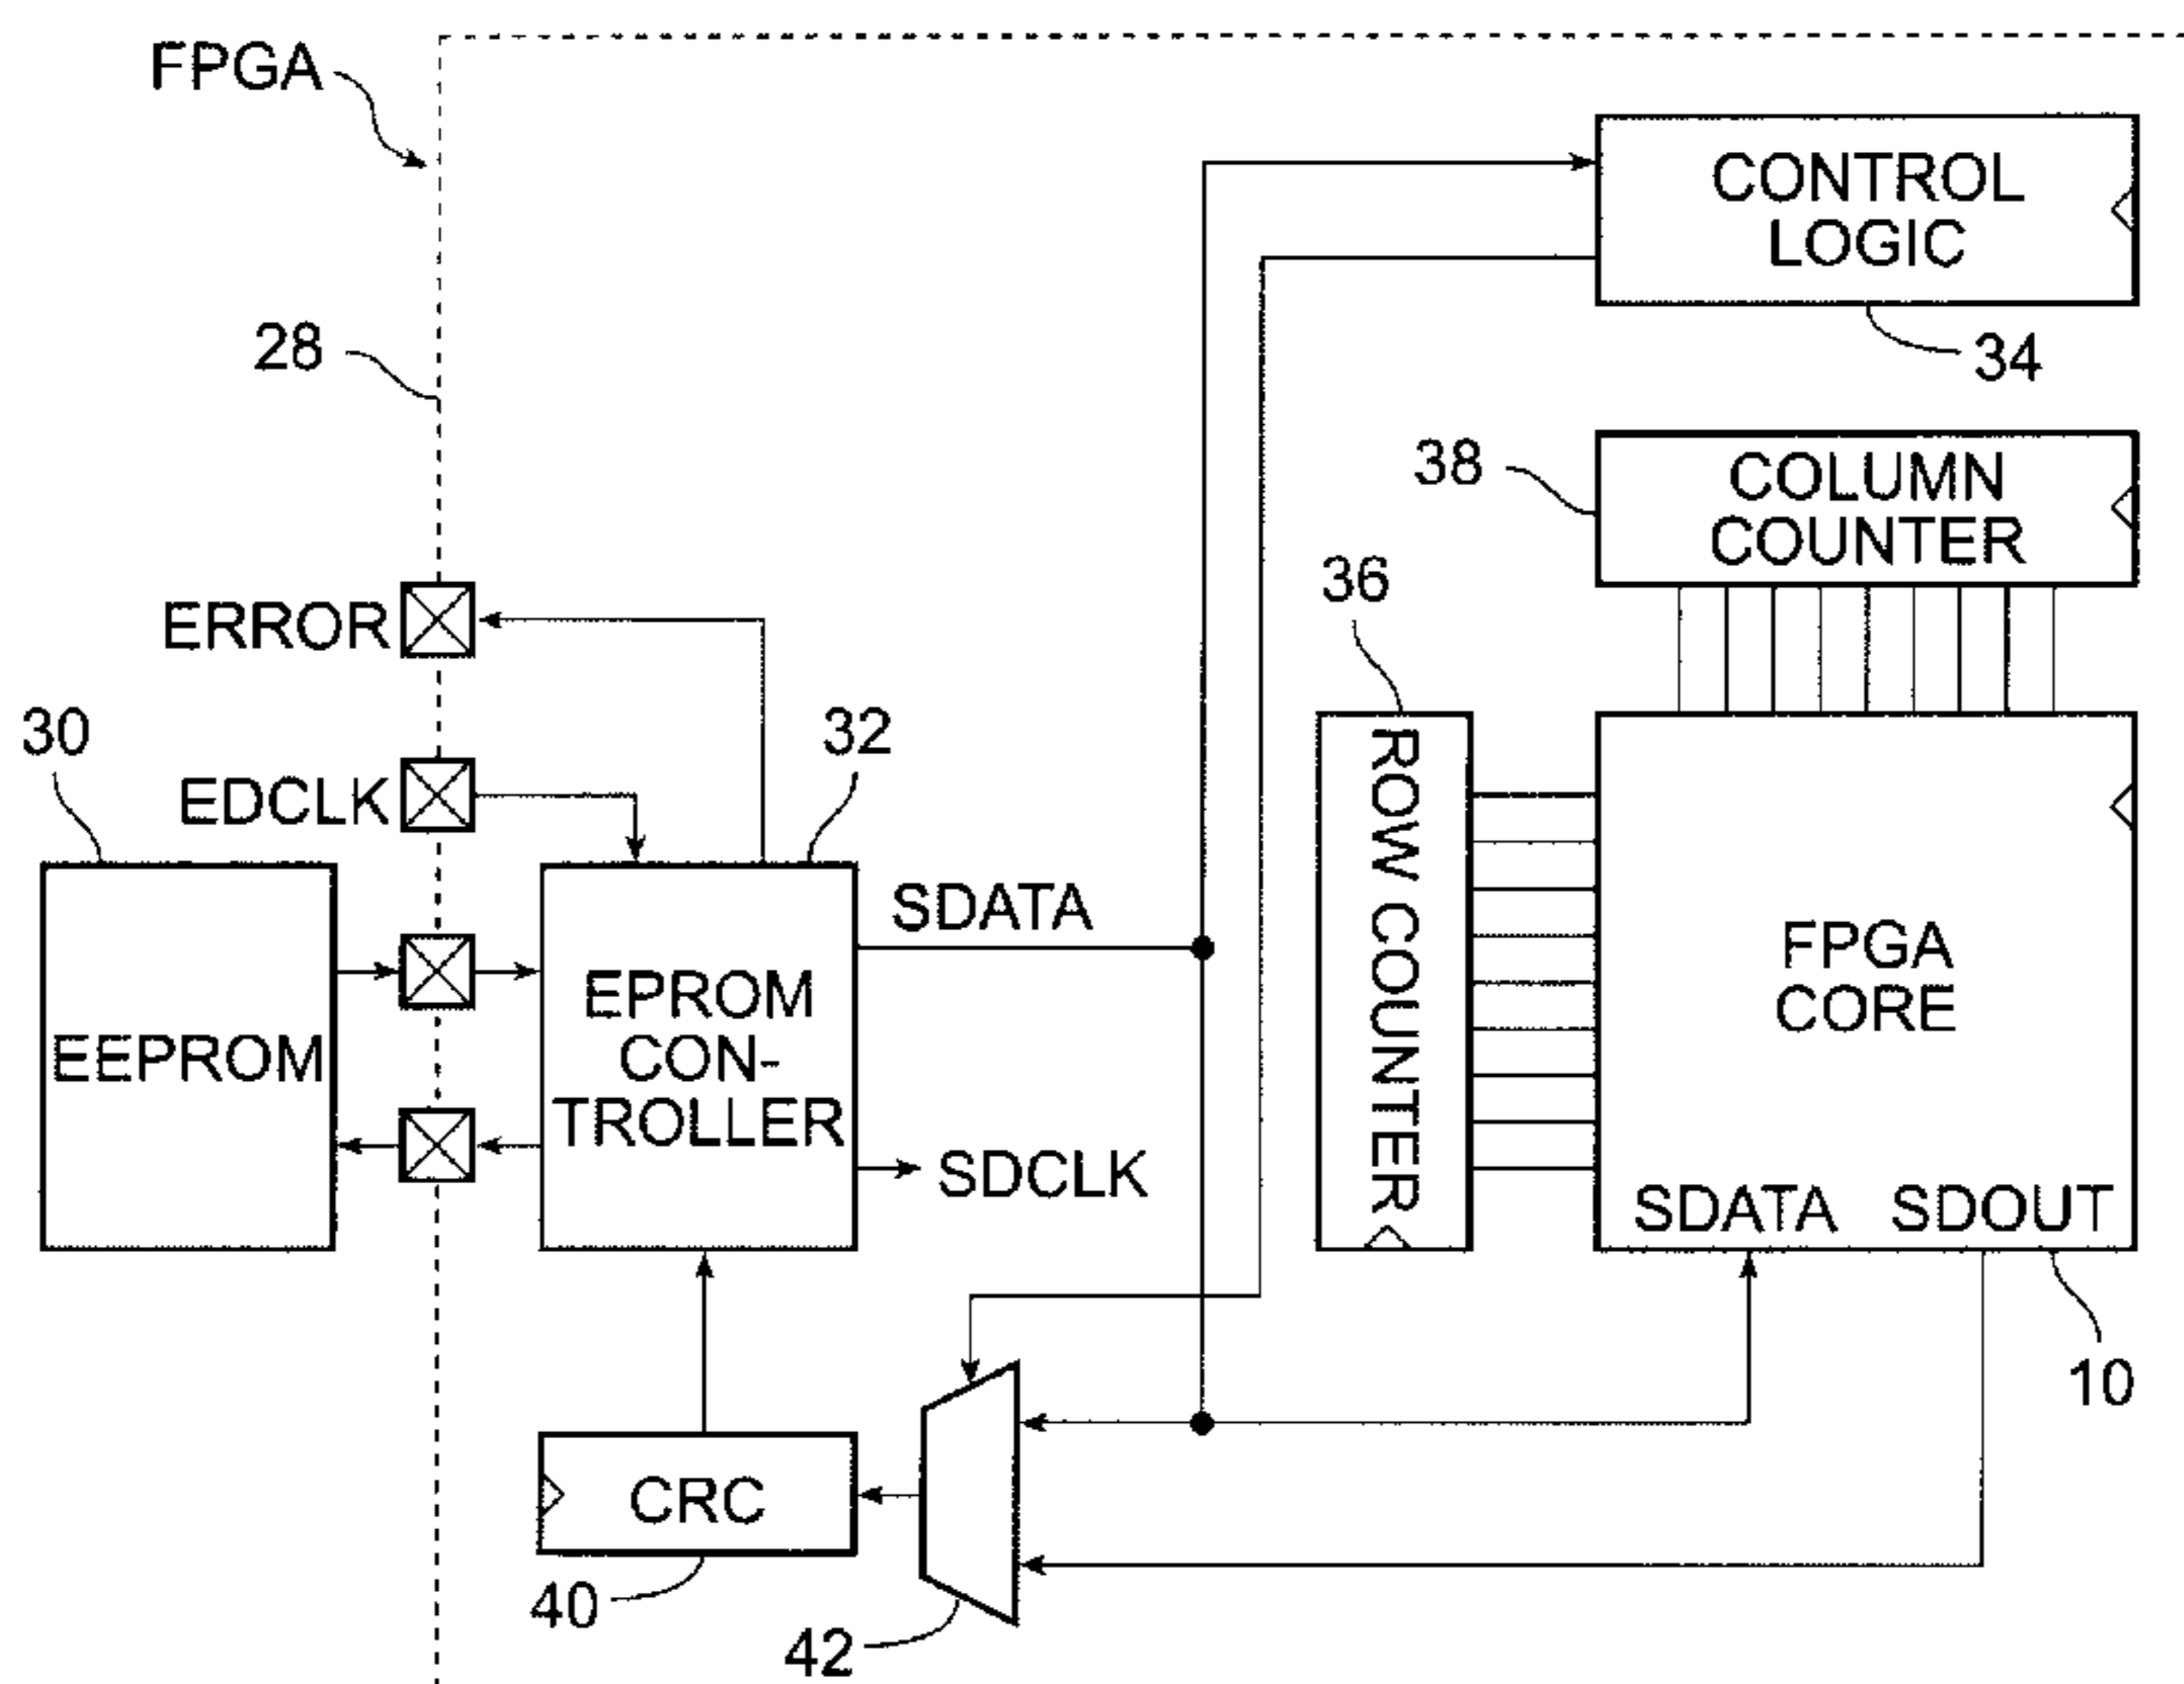 FPGA
CONTROL
LOGIC
34
28
38
COLUMN
COUNTER
36
ERROR
30
32
EDCLK
ROW COUNTER
SDATA
FPGA
CORE
EPROM
CON-
TROLLER
EEPROM
SDCLK
SDATA SDOUT
10
CRC
40
42